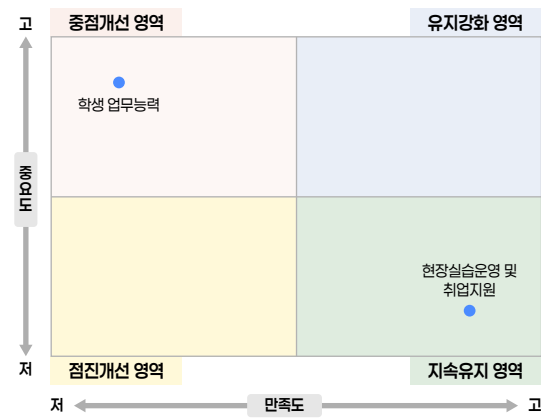 고
중점개선 영역
유지강화 영역
학생 업무능력
중요도
현장실습운영 및
취업지원
저
점진개선 영역
지속유지 영역
저
만족도
고